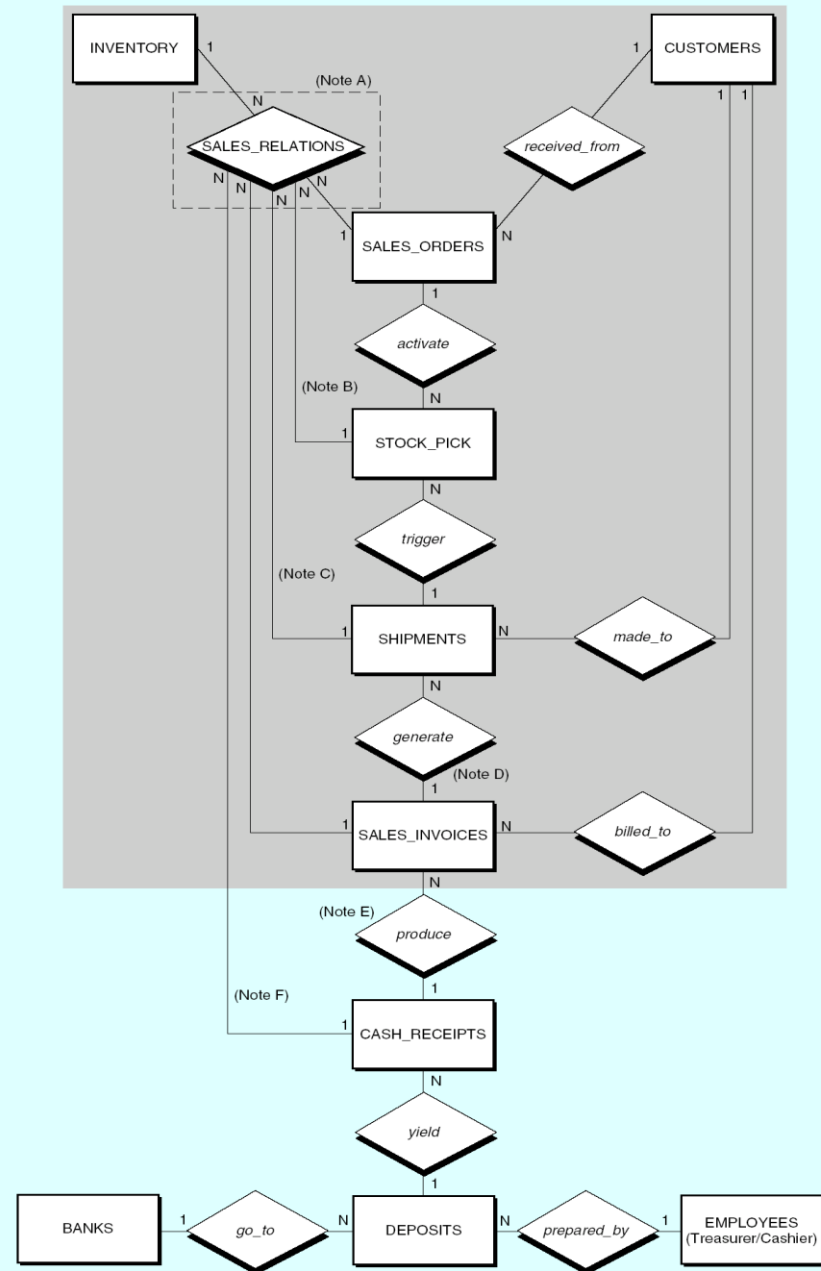 INVENTORY
1
1
CUSTOMERS
(Note A)
1
1
N
SALES_RELATIONS
received_from
N
N
N
N
N
1
N
SALES_ORDERS
1
activate
(Note B)
N
1
STOCK_PICK
N
trigger
(Note C)
1
1
SHIPMENTS
N
made_to
N
generate
(Note D)
1
1
SALES_INVOICES
N
billed_to
N
(Note E)
produce
(Note F)
1
1
CASH_RECEIPTS
N
yield
1
BANKS
1
go_to
N
DEPOSITS
N
prepared_by
1
EMPLOYEES
(Treasurer/Cashier)